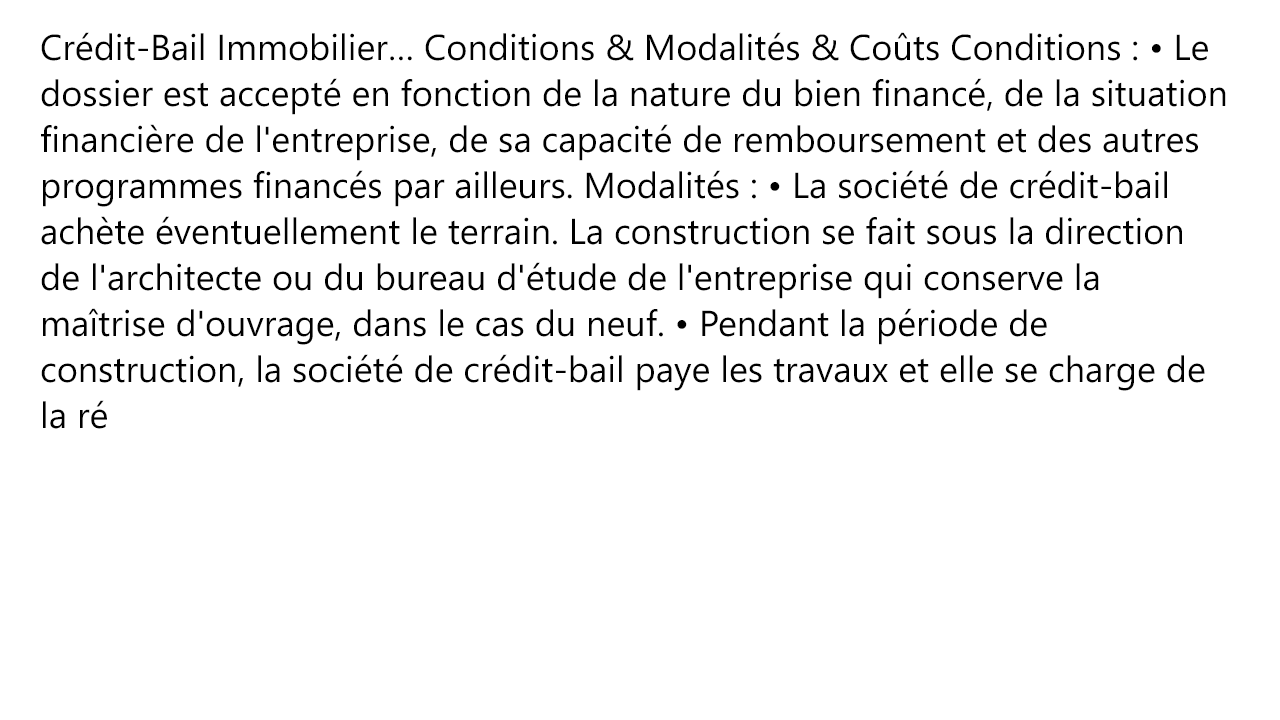 Crédit-Bail Immobilier... Conditions & Modalités & Coûts Conditions : • Le
dossier est accepté en fonction de la nature du bien financé, de la situation
financière de l'entreprise, de sa capacité de remboursement et des autres
programmes financés par ailleurs. Modalités : • La société de crédit-bail
achète éventuellement le terrain. La construction se fait sous la direction
de l'architecte ou du bureau d'étude de l'entreprise qui conserve la
maîtrise d'ouvrage, dans le cas du neuf. • Pendant la période de
construction, la société de crédit-bail paye les travaux et elle se charge de
la ré